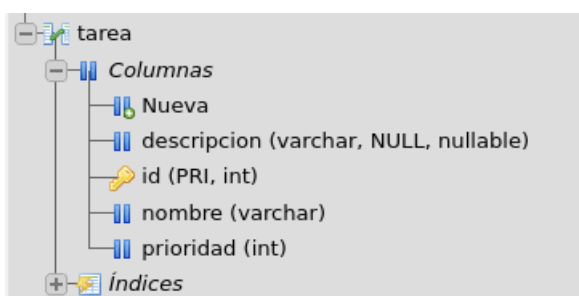 tarea
Columnas
Nueva
descripcion (varchar, NULL, nullable)
id (PRI, int)
nombre (varchar)
prioridad (int)
Índices